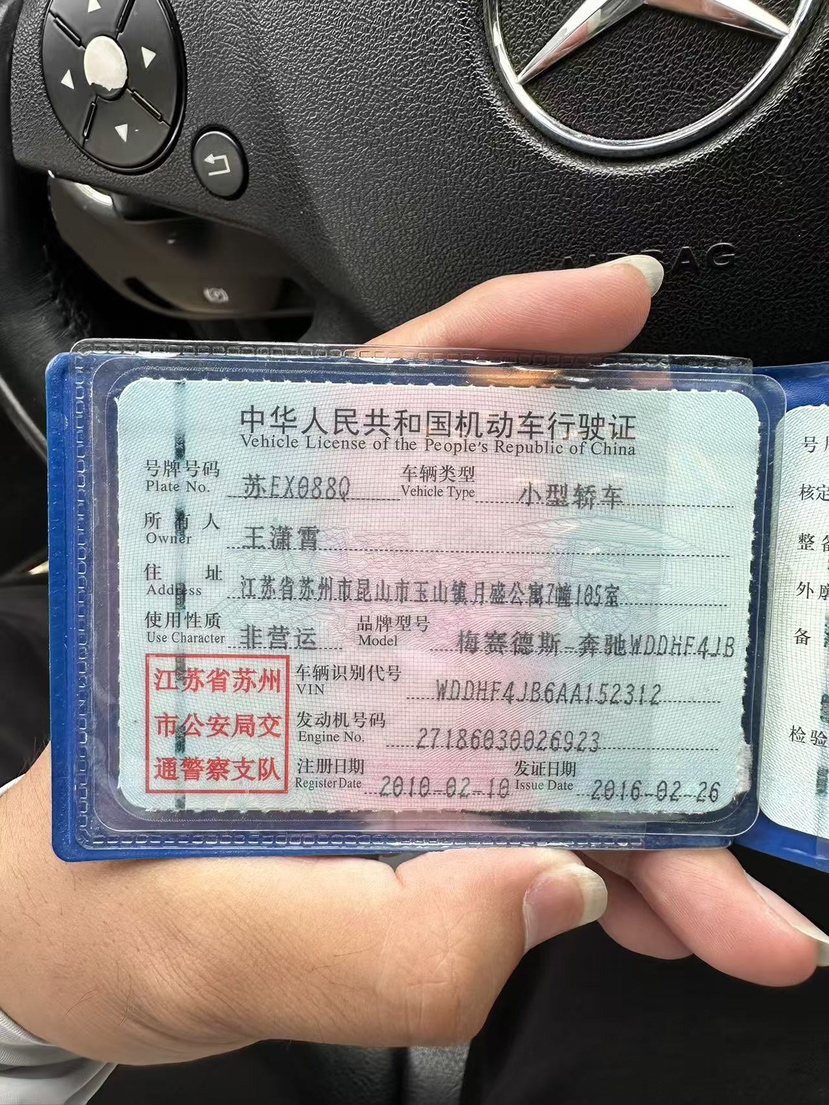 AIRBAG
中华人民共和国机动车行驶证
Vehicle License of the People's Republic of China
号牌号码 苏EX088Q 车辆类型 小型轿车
Plate No. Vehicle Type
所有人 王潇霄
Owner
住址 江苏省苏州市昆山市玉山镇月盛公寓7幢105室
Address
使用性质 非营运 品牌型号 梅赛德斯-奔驰WDDHF4JB
Use Character Model
江苏省苏州
市公安局交
通警察支队
车辆识别代号 WDDHF4JB6AA152312
VIN
发动机号码 27186030026923
Engine No.
注册日期 2010-02-10 发证日期 2016-02-26
Register Date Issue Date
号
核定
整备
外廓
备
检验